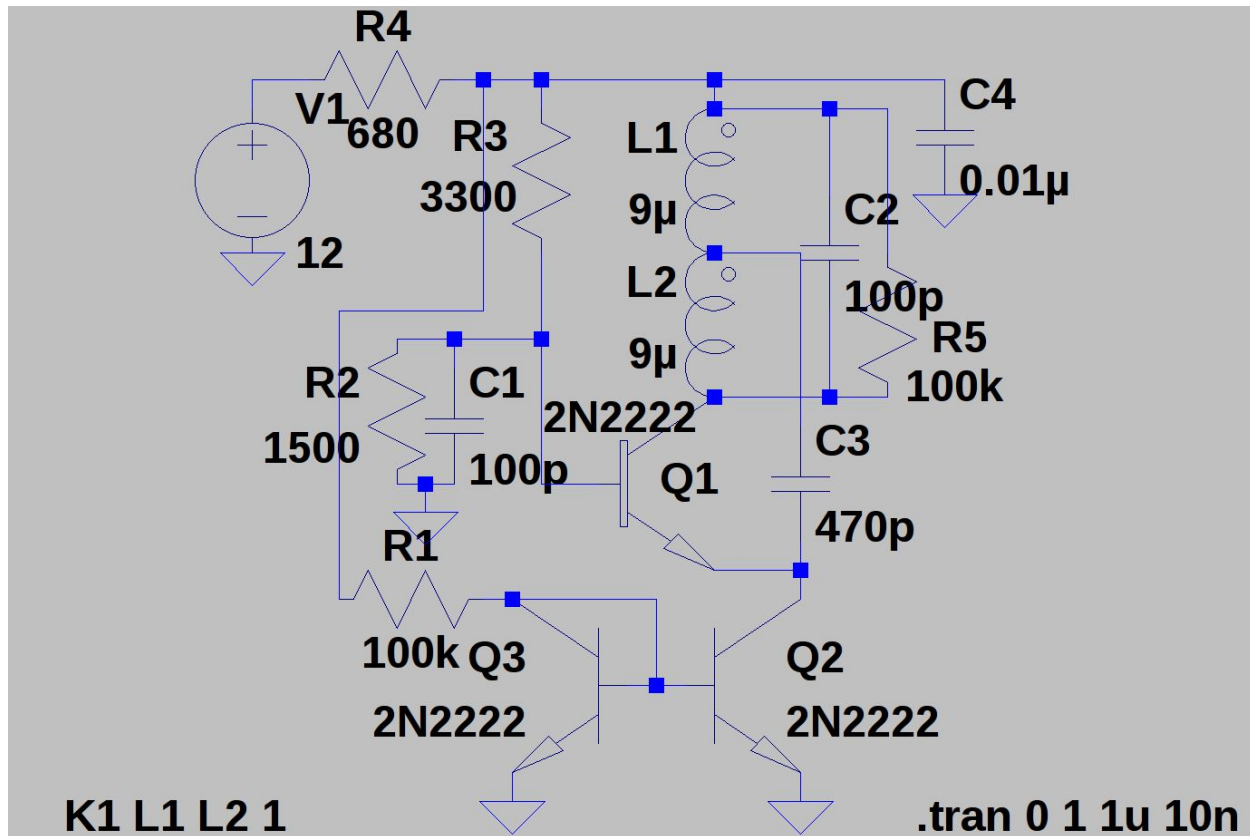 R4
V1
680
R3
3300
12
L1
9µ
L2
9µ
C4
0.01µ
C2
100p
R5
100k
R2
1500
C1
100p
2N2222
Q1
C3
470p
R1
100k
Q3
2N2222
Q2
2N2222
K1 L1 L2 1
.tran 0 1 1u 10n